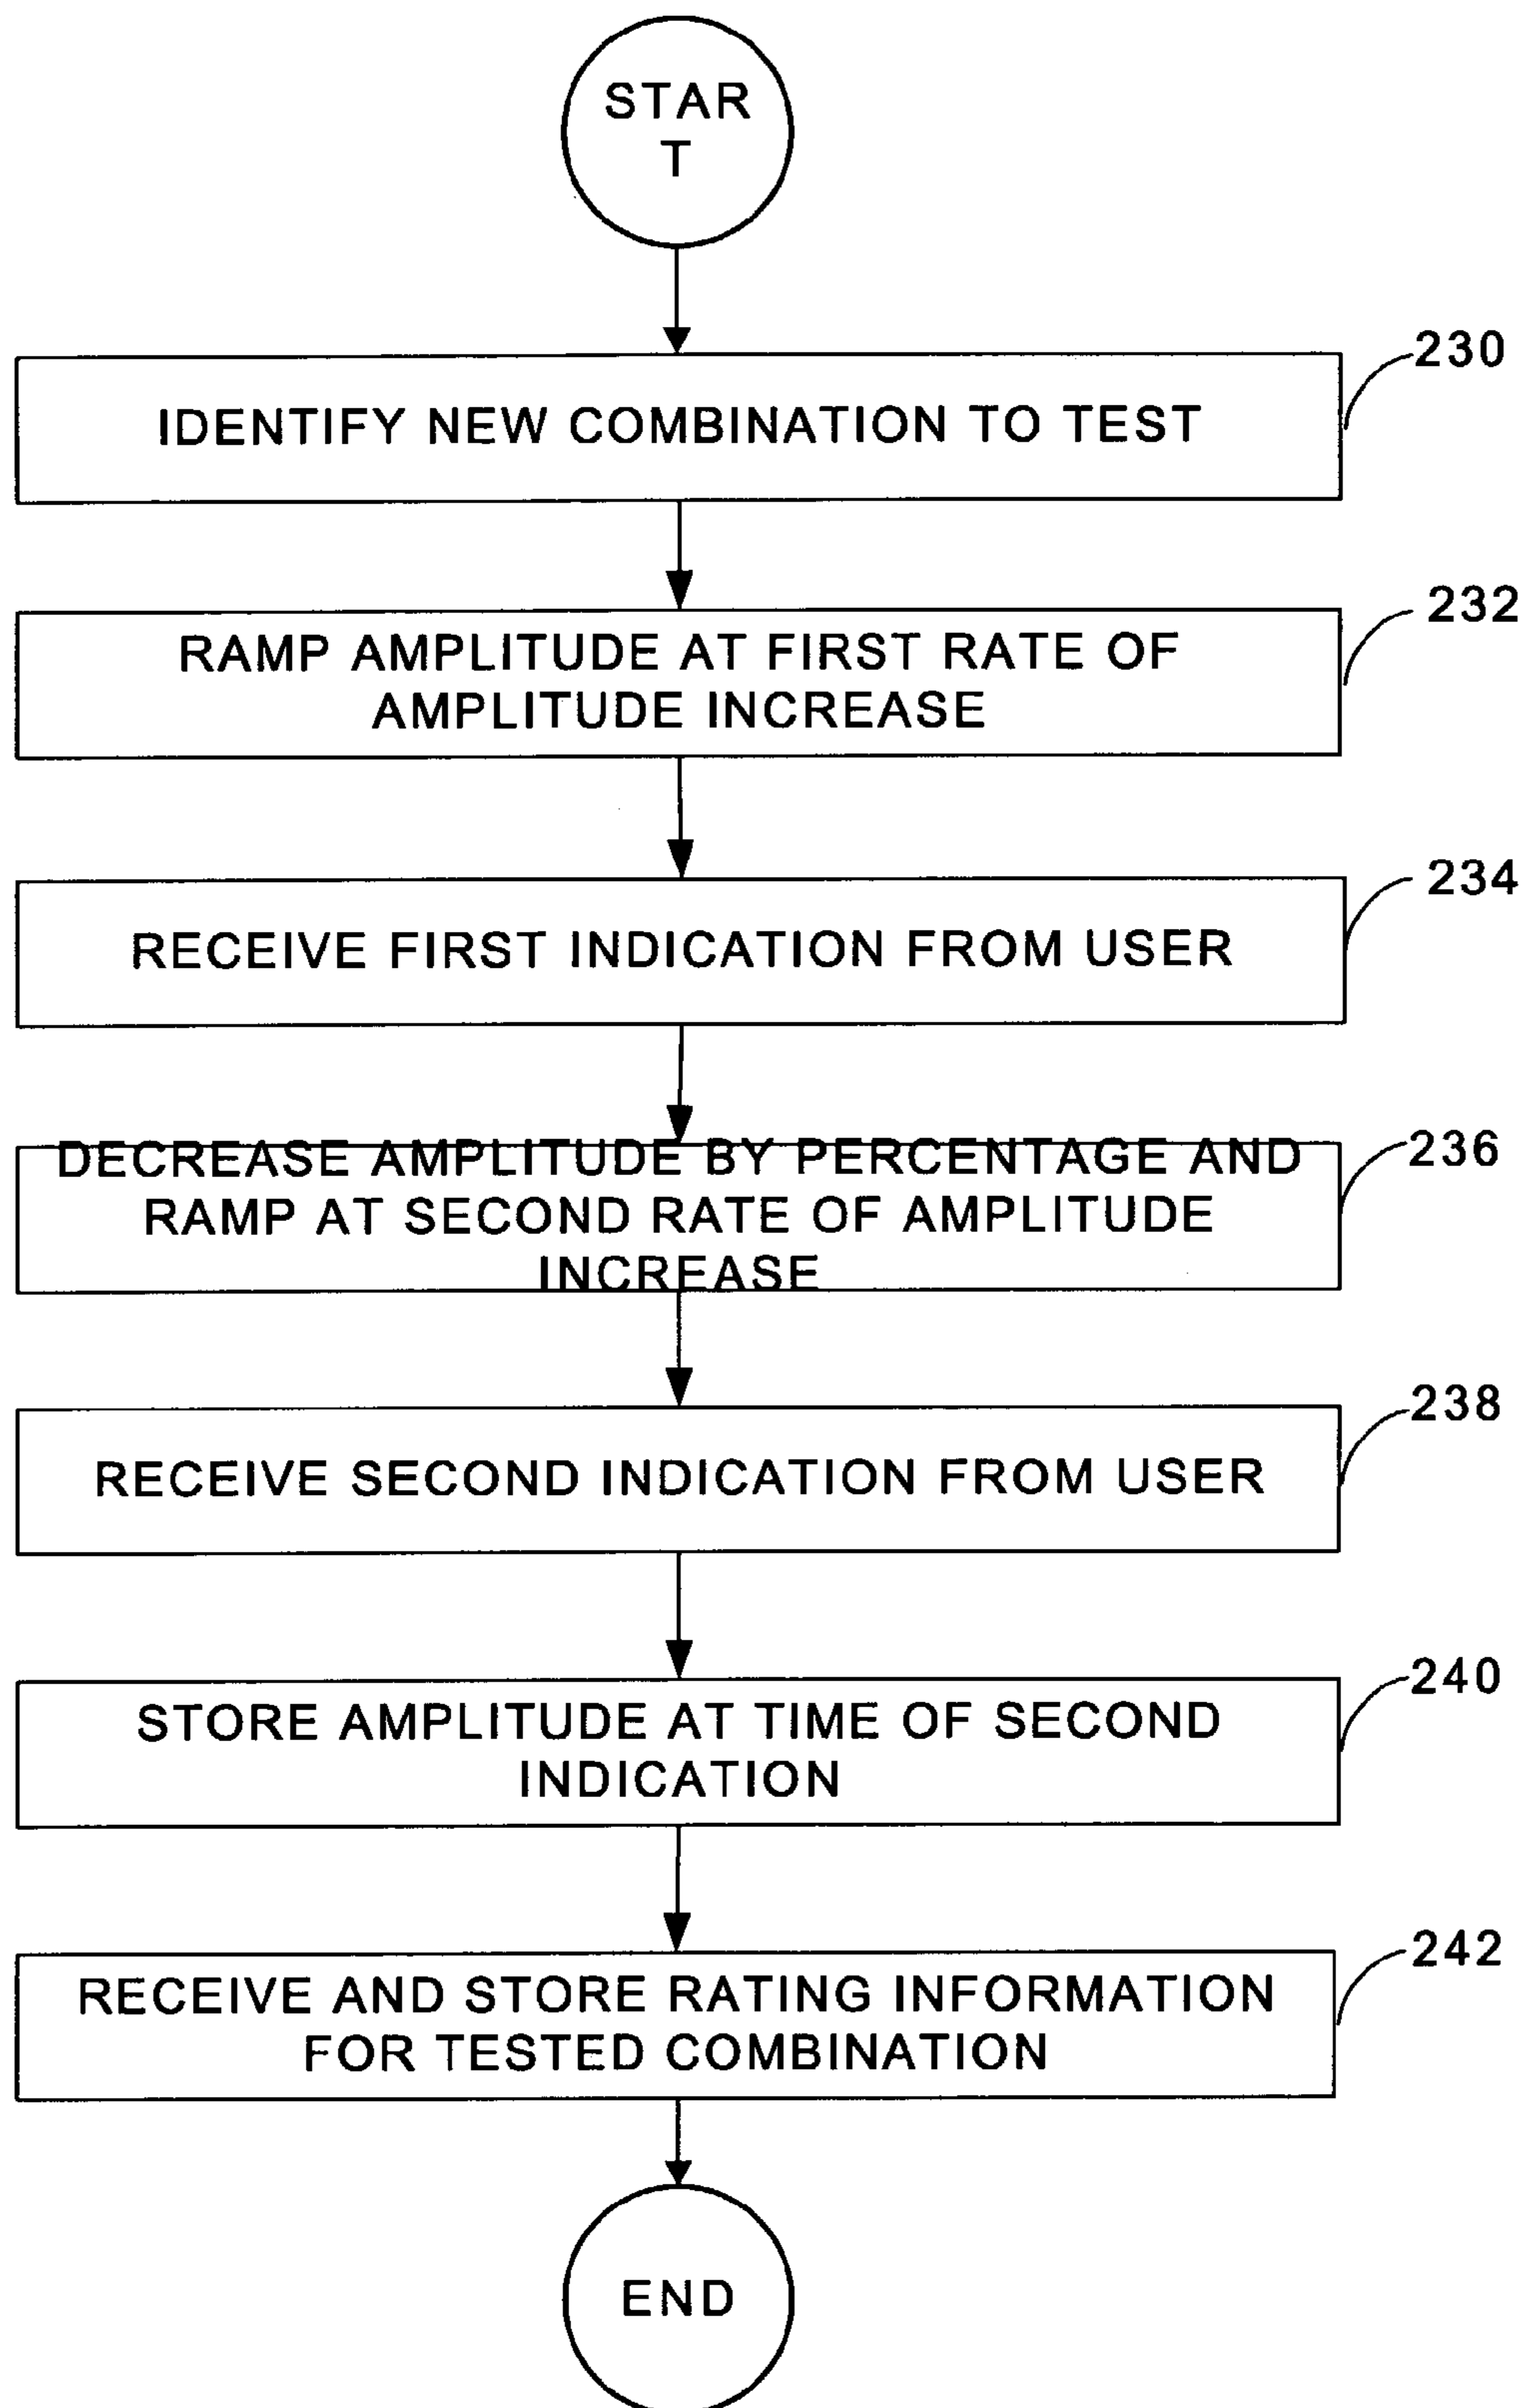 STAR
T
230
IDENTIFY NEW COMBINATION TO TEST
232
RAMP AMPLITUDE AT FIRST RATE OF
AMPLITUDE INCREASE
234
RECEIVE FIRST INDICATION FROM USER
236
DECREASE AMPLITUDE BY PERCENTAGE AND
RAMP AT SECOND RATE OF AMPLITUDE
INCREASE
238
RECEIVE SECOND INDICATION FROM USER
240
STORE AMPLITUDE AT TIME OF SECOND
INDICATION
242
RECEIVE AND STORE RATING INFORMATION
FOR TESTED COMBINATION
END